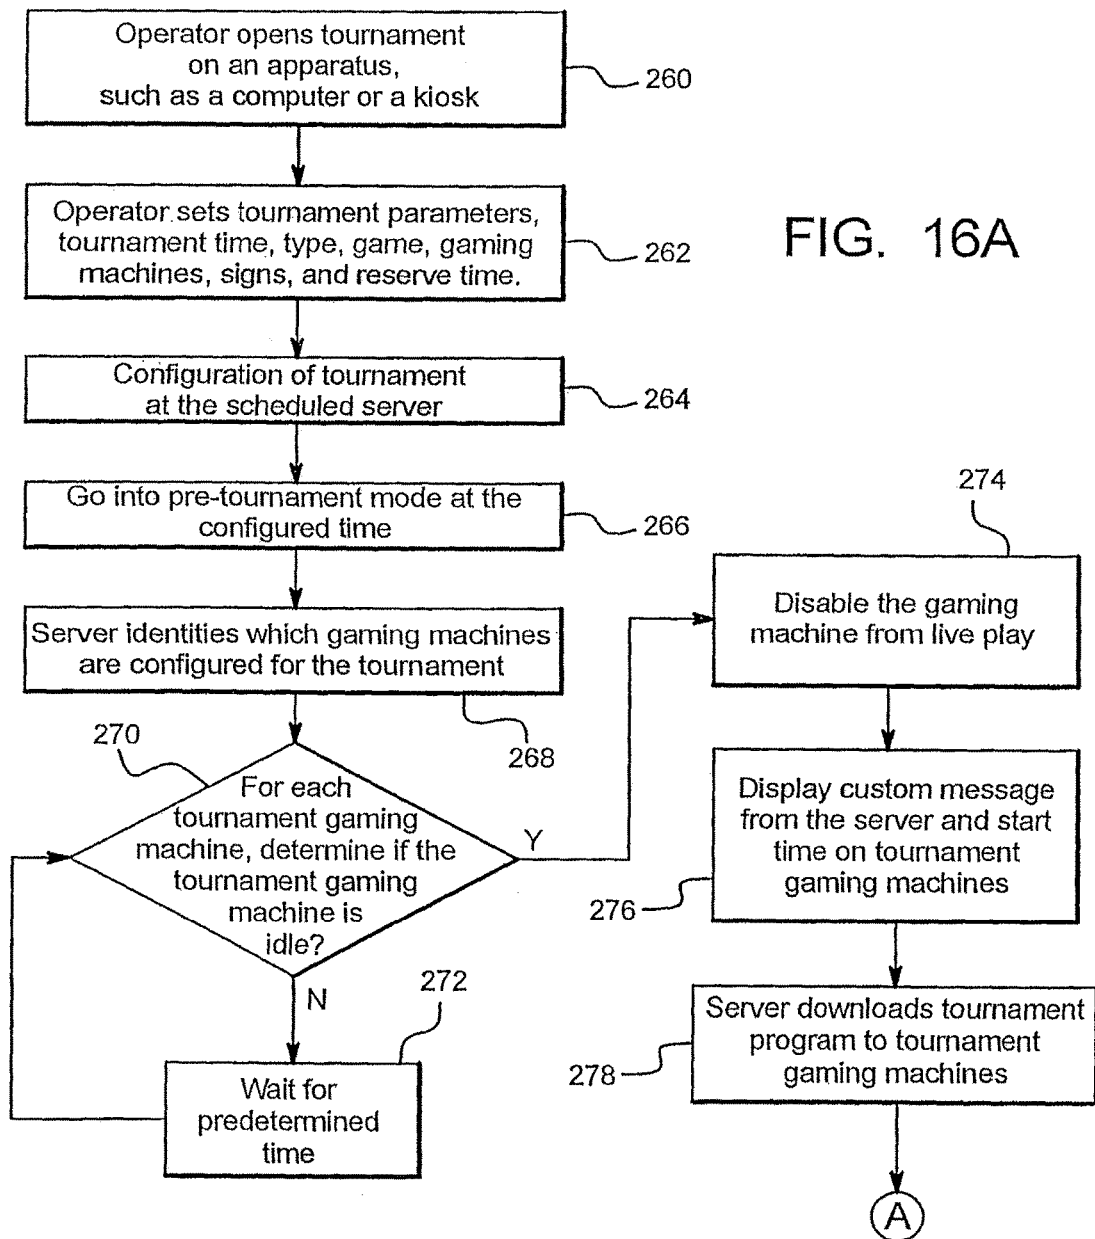 Operator opens tournament
on an apparatus,
such as a computer or a kiosk
260
Operator sets tournament parameters,
tournament time, type, game, gaming
machines, signs, and reserve time.
262
FIG. 16A
Configuration of tournament
at the scheduled server
264
Go into pre-tournament mode at the
configured time
266
Server identities which gaming machines
are configured for the tournament
268
270
For each
tournament gaming
machine, determine if the
tournament gaming
machine is
idle?
Y
N
272
Wait for
predetermined
time
274
Disable the gaming
machine from live play
Display custom message
from the server and start
time on tournament
gaming machines
276
Server downloads tournament
program to tournament
gaming machines
278
A